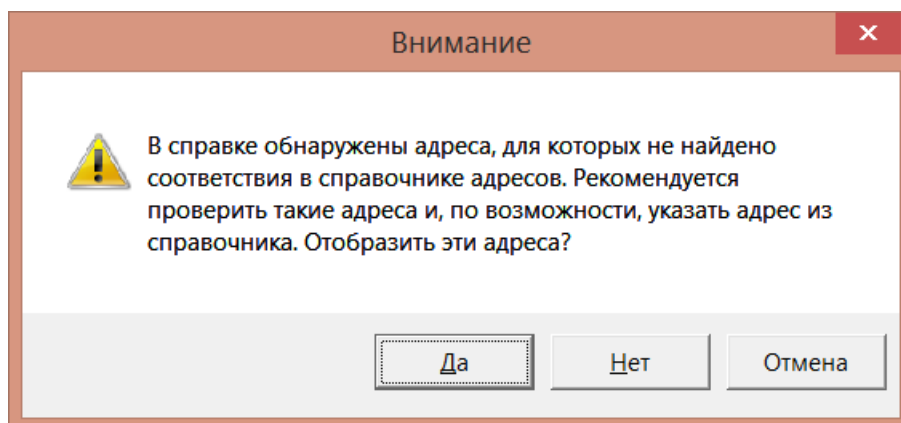 Внимание
В справке обнаружены адреса, для которых не найдено
соответствия в справочнике адресов. Рекомендуется
проверить такие адреса и, по возможности, указать адрес из
справочника. Отобразить эти адреса?
Да Нет Отмена